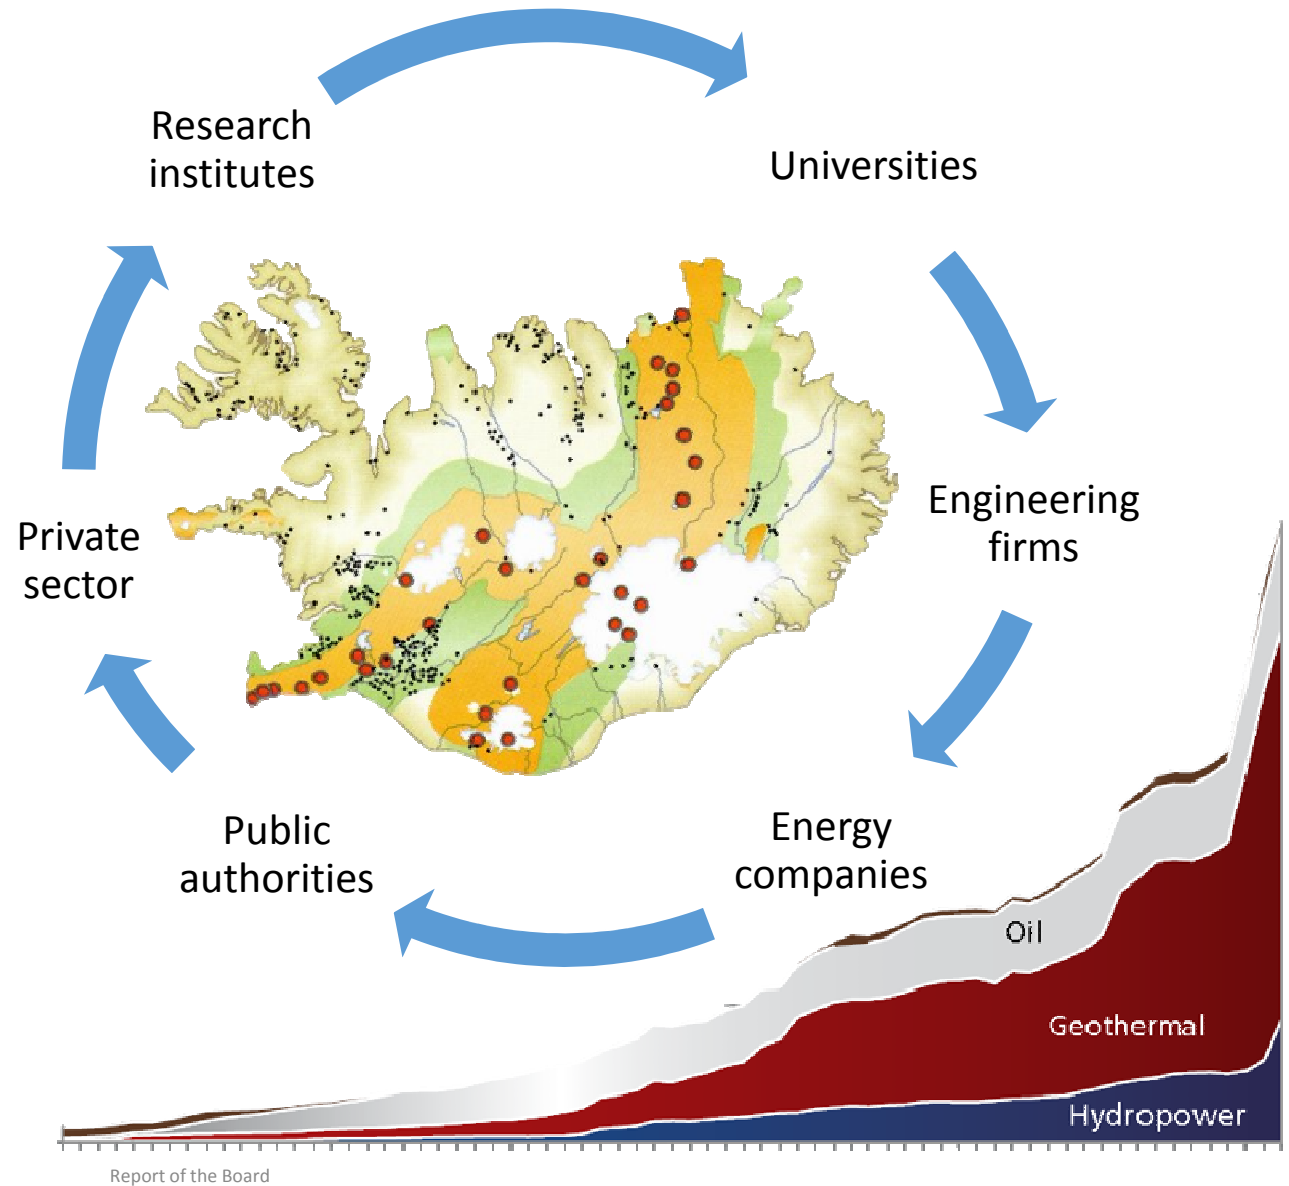 Research
institutes
Universities
Engineering
firms
Energy
companies
Public
authorities
Private
sector
Oil
Geothermal
Hydropower
Report of the Board